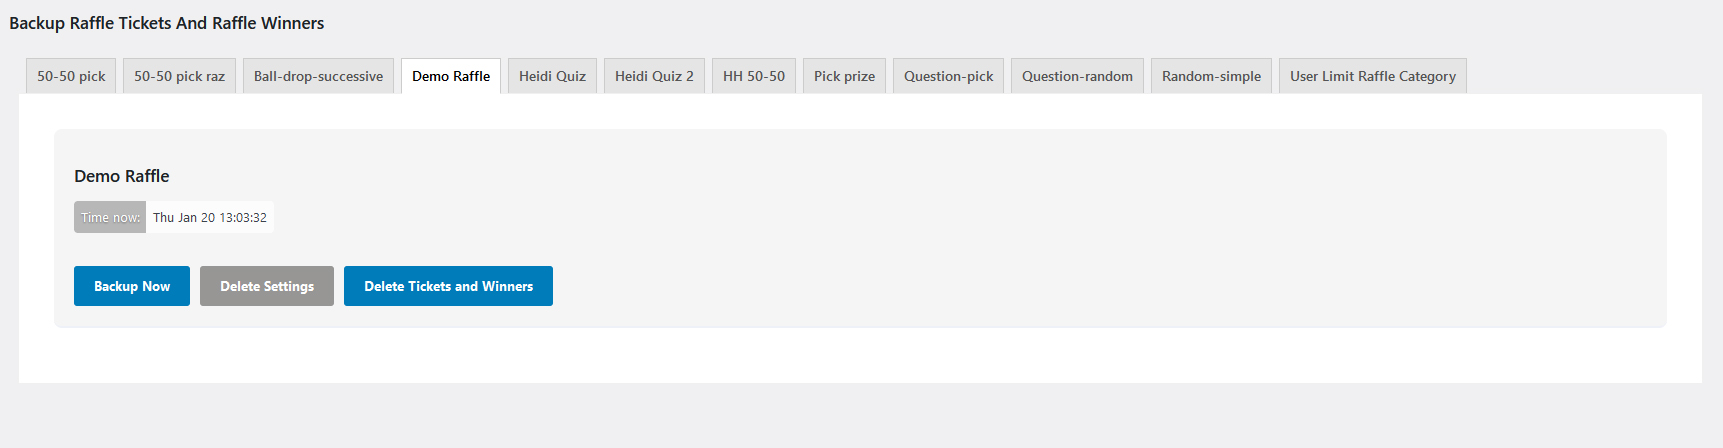 Backup Raffle Tickets And Raffle Winners
50-50 pick 50-50 pick raz Ball-drop-successive Demo Raffle Heidi Quiz Heidi Quiz 2 HH 50-50 Pick prize Question-pick Question-random Random-simple User Limit Raffle Category
Demo Raffle
Time now: Thu Jan 20 13:03:32
Backup Now Delete Settings Delete Tickets and Winners